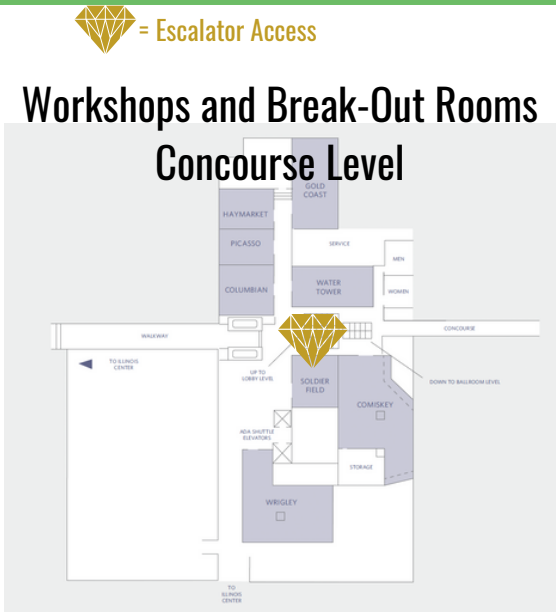 = Escalator Access
Workshops and Break-Out Rooms
Concourse Level
GOLD
COAST
HAYMARKET
PICASSO
SERVICE
MEN
COLUMBIAN
WATER
TOWER
WOMEN
WALKWAY
CONCOURSE
TO ILLINOIS
CENTER
UP TO
LOBBY LEVEL
SOLDIER
FIELD
DOWN TO BALLROOM LEVEL
COMISKEY
ADA SHUTTLE
ELEVATORS
STORAGE
WRIGLEY
TO
ILLINOIS
CENTER